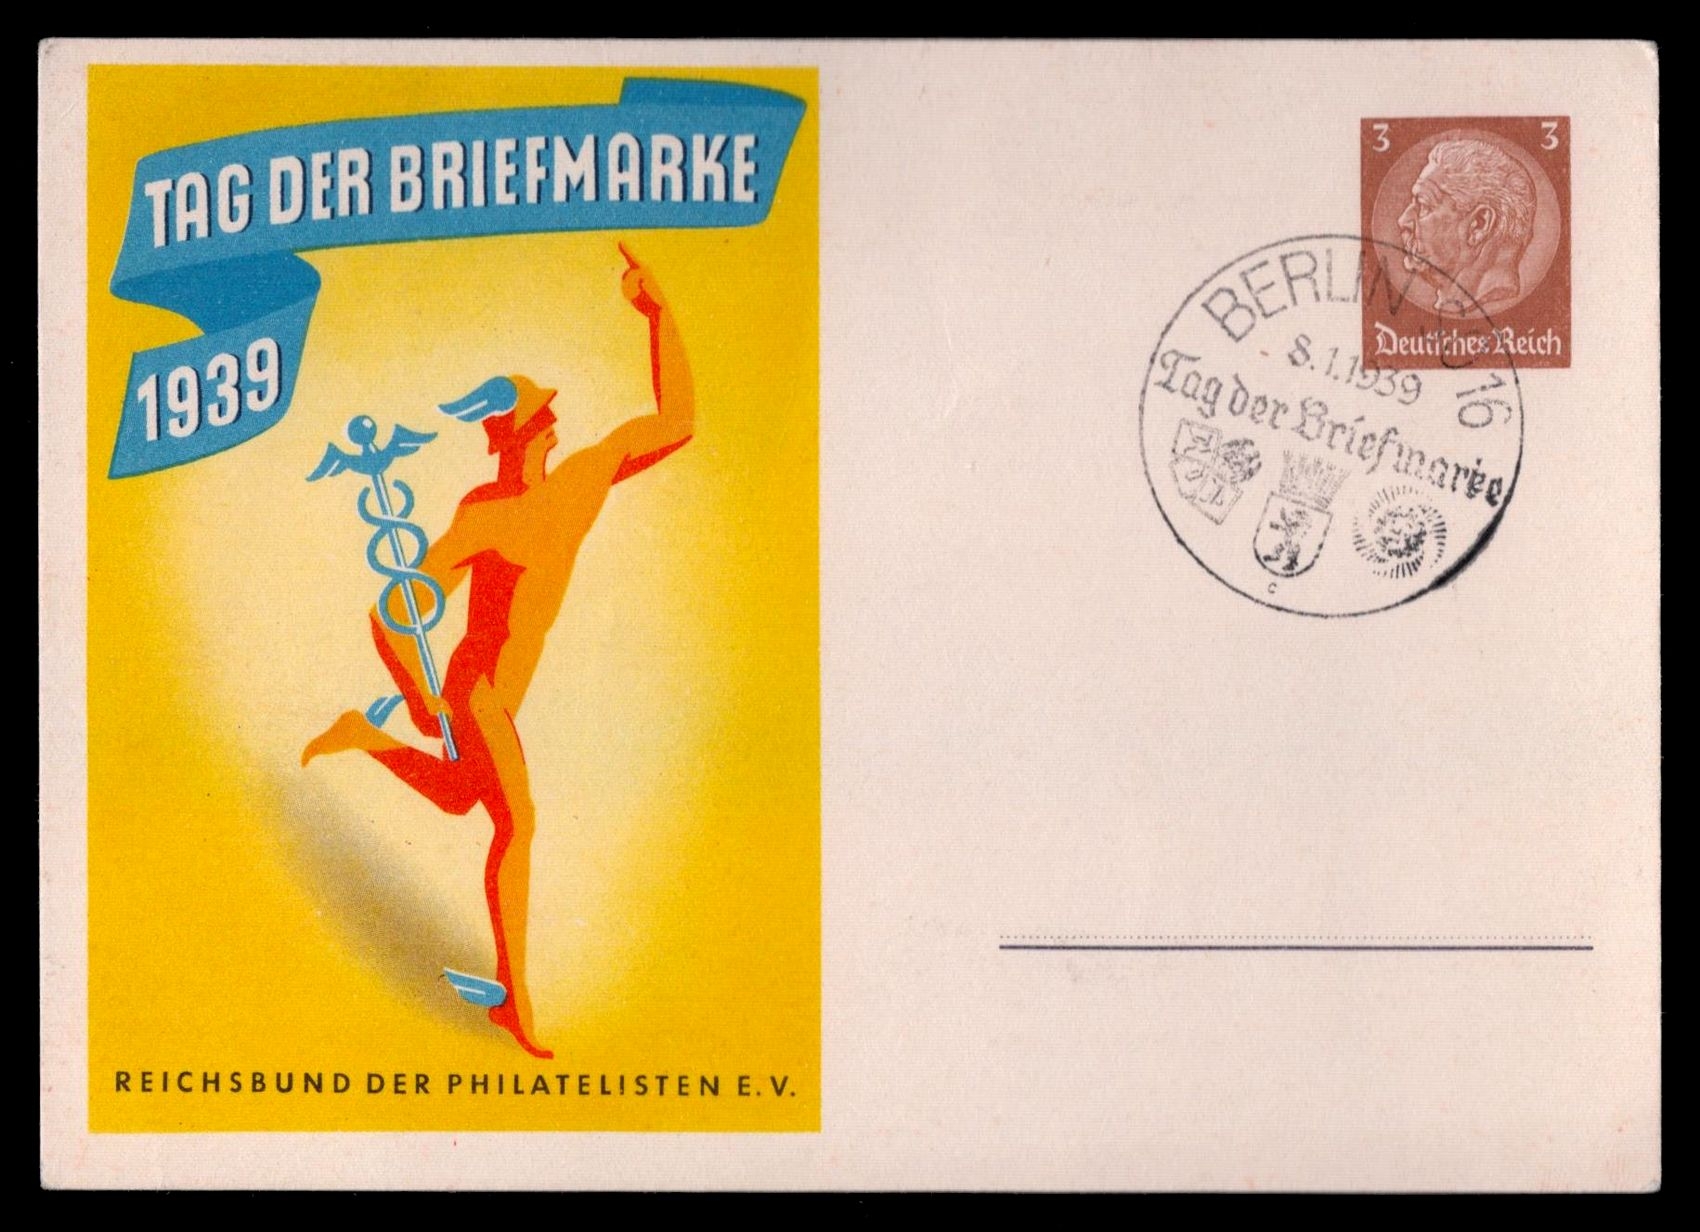 TAG DER BRIEFMARKE
1939
REICHSBUND DER PHILATELISTEN E.V.
3 3
Deutsches Reich
BERLIN SO 16
8.1.1939
Tag der Briefmarke
c